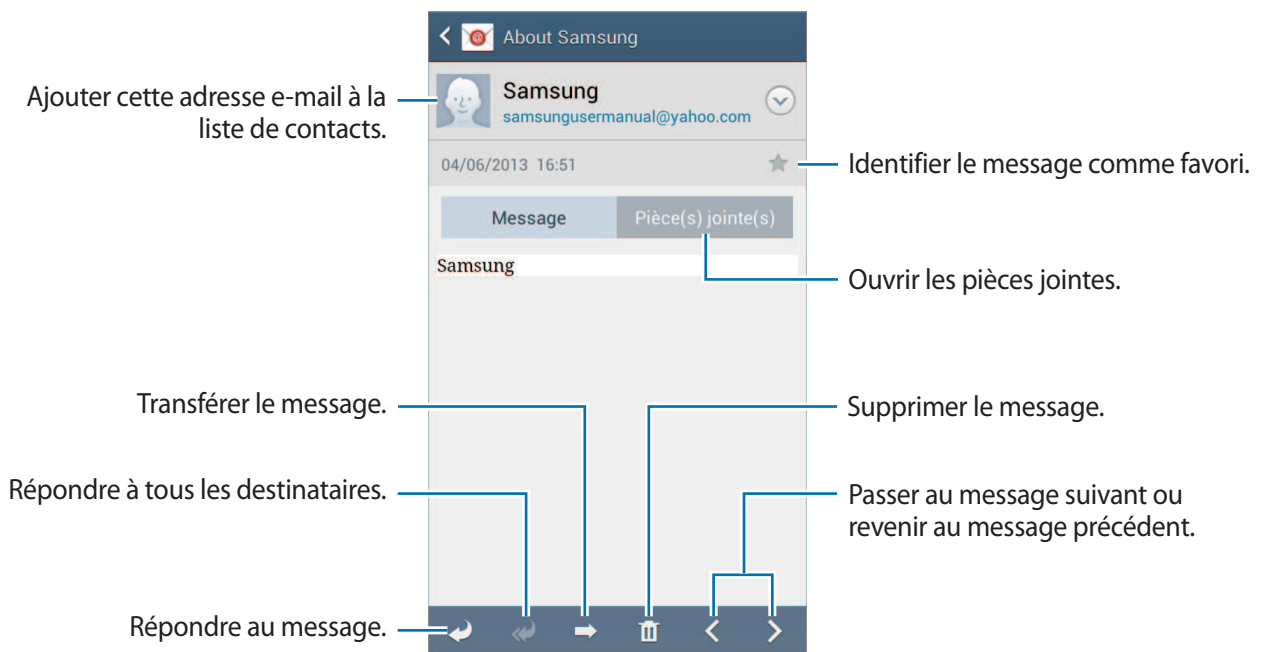 About Samsung
Ajouter cette adresse e-mail à la
liste de contacts.
Samsung
samsungusermanual@yahoo.com
04/06/2013 16:51
Identifier le message comme favori.
Message
Pièce(s) jointe(s)
Samsung
Ouvrir les pièces jointes.
Transférer le message.
Supprimer le message.
Répondre à tous les destinataires.
Passer au message suivant ou
revenir au message précédent.
Répondre au message.